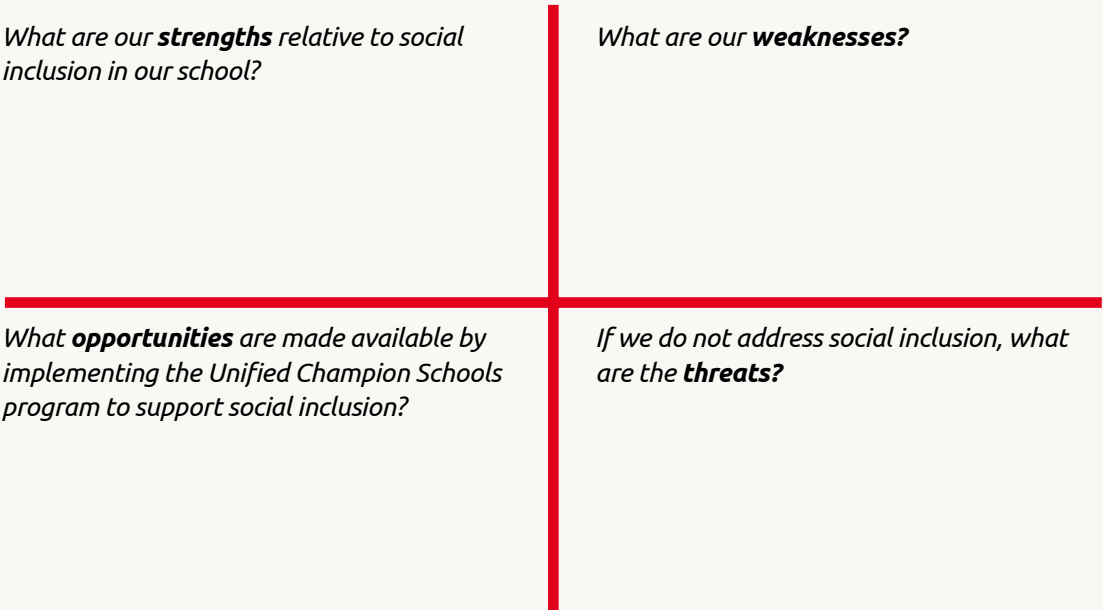 What are our strengths relative to social
inclusion in our school?
What are our weaknesses?
What opportunities are made available by
implementing the Unified Champion Schools
program to support social inclusion?
If we do not address social inclusion, what
are the threats?